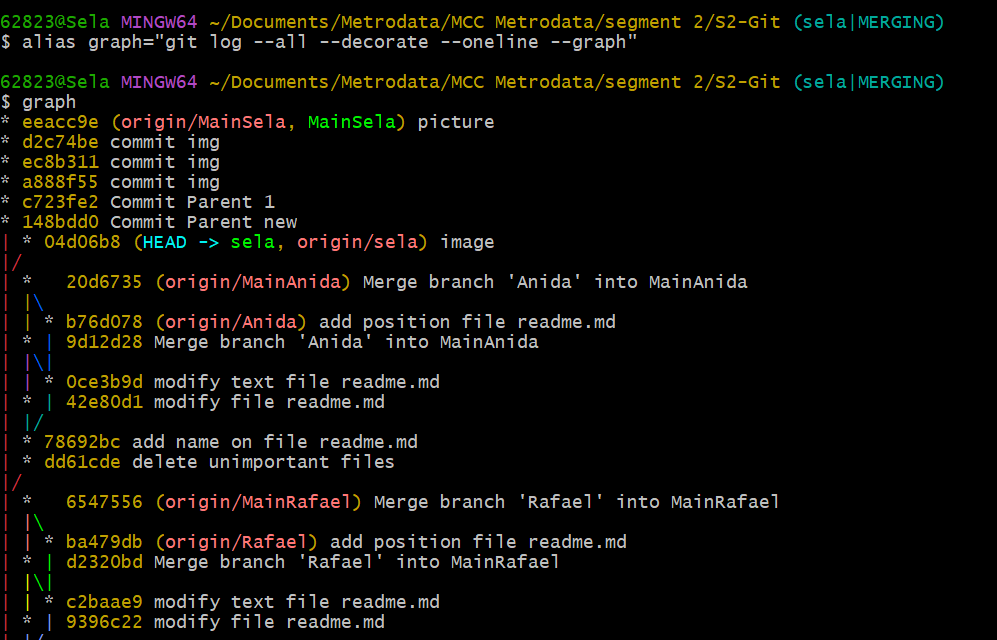 62823@Sela MINGW64 ~/Documents/Metrodata/MCC Metrodata/segment 2/S2-Git (sela|MERGING)
$ alias graph="git log --all --decorate --oneline --graph"
62823@Sela MINGW64 ~/Documents/Metrodata/MCC Metrodata/segment 2/S2-Git (sela|MERGING)
$ graph
* eeacc9e (origin/MainSela, MainSela) picture
* d2c74be commit img
* ec8b311 commit img
* a888f55 commit img
* c723fe2 Commit Parent 1
* 148bdd0 Commit Parent new
| * 04d06b8 (HEAD -> sela, origin/sela) image
|/
| *   20d6735 (origin/MainAnida) Merge branch 'Anida' into MainAnida
| |\
| | * b76d078 (origin/Anida) add position file readme.md
| * | 9d12d28 Merge branch 'Anida' into MainAnida
| |\|
| | * 0ce3b9d modify text file readme.md
| * | 42e80d1 modify file readme.md
| |/
| * 78692bc add name on file readme.md
| * dd61cde delete unimportant files
|/
| *   6547556 (origin/MainRafael) Merge branch 'Rafael' into MainRafael
| |\
| | * ba479db (origin/Rafael) add position file readme.md
| * | d2320bd Merge branch 'Rafael' into MainRafael
| |\|
| | * c2baae9 modify text file readme.md
| * | 9396c22 modify file readme.md
| |/